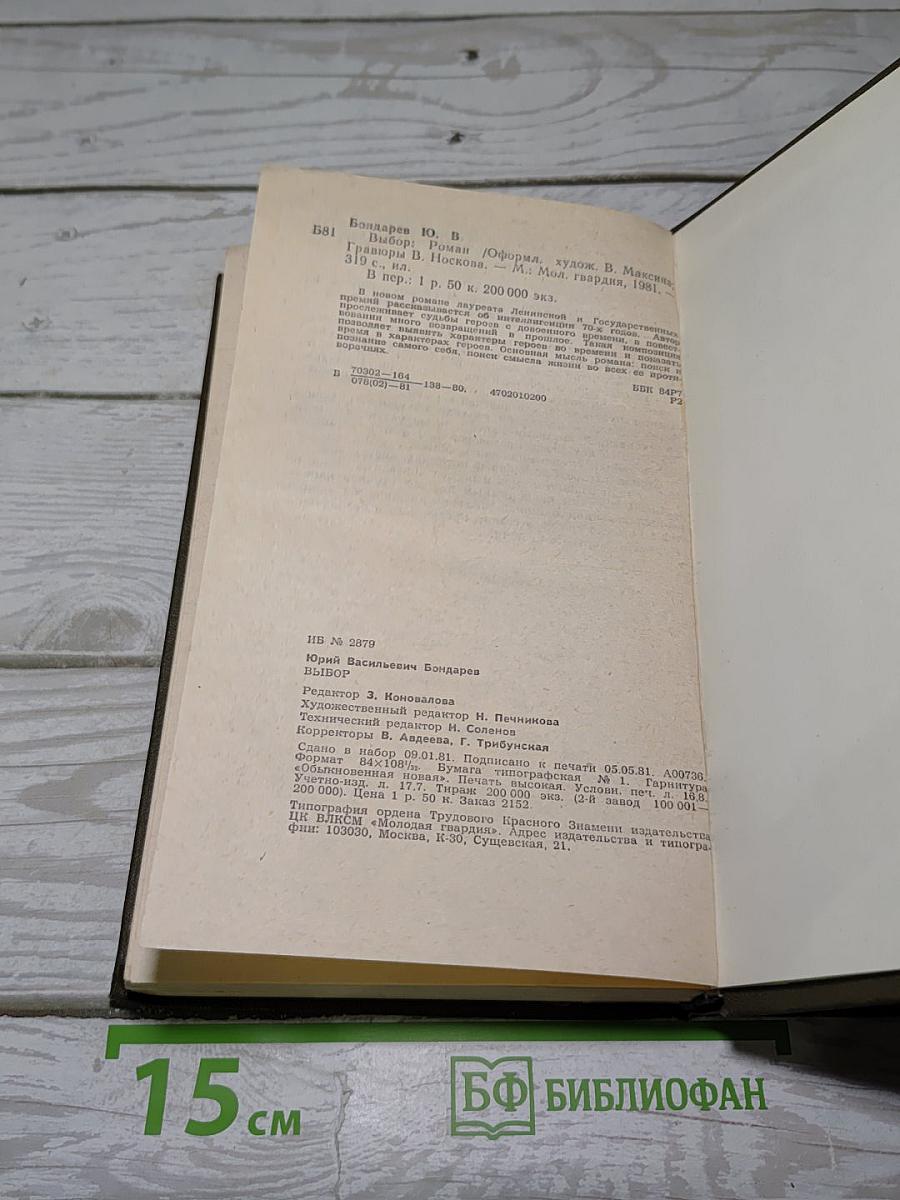 Бондарев Ю. В.
Б81
Выбор: Роман /Оформл. худож. В. Максина;
Гравюры В. Носкова. — М.: Мол. гвардия, 1981. —
319 с., ил.
В пер.: 1 р. 50 к. 200 000 экз.
В новом романе лауреата Ленинской и Государственных
премий рассказывается об интеллигенции 70-х годов. Автор
прослеживает судьбы героев с довоенного времени, в повест-
вовании много возвращений в прошлое. Такая композиция
позволяет выявить характеры героев во времени и показать
время в характерах героев. Основная мысль романа: поиск и
познание самого себя, поиск смысла жизни во всех ее проти-
воречиях.
В 70302—164
078(02)—81 —138—80. 4702010200
ББК 84Р7
Р2
ИБ № 2879
Юрий Васильевич Бондарев
ВЫБОР
Редактор З. Коновалова
Художественный редактор Н. Печникова
Технический редактор И. Соленов
Корректоры В. Авдеева, Г. Трибунская
Сдано в набор 09.01.81. Подписано к печати 05.05.81. А00736.
Формат 84×108¹/₃₂. Бумага типографская № 1. Гарнитура
«Обыкновенная новая». Печать высокая. Услови. печ. л. 16,8.
Учетно-изд. л. 17.7. Тираж 200 000 экз. (2-й завод 100 001—
200 000). Цена 1 р. 50 к. Заказ 2152.
Типография ордена Трудового Красного Знамени издательства
ЦК ВЛКСМ «Молодая гвардия». Адрес издательства и типогра-
фии: 103030, Москва, К-30, Сущевская, 21.
15 см
БФ БИБЛИОФАН